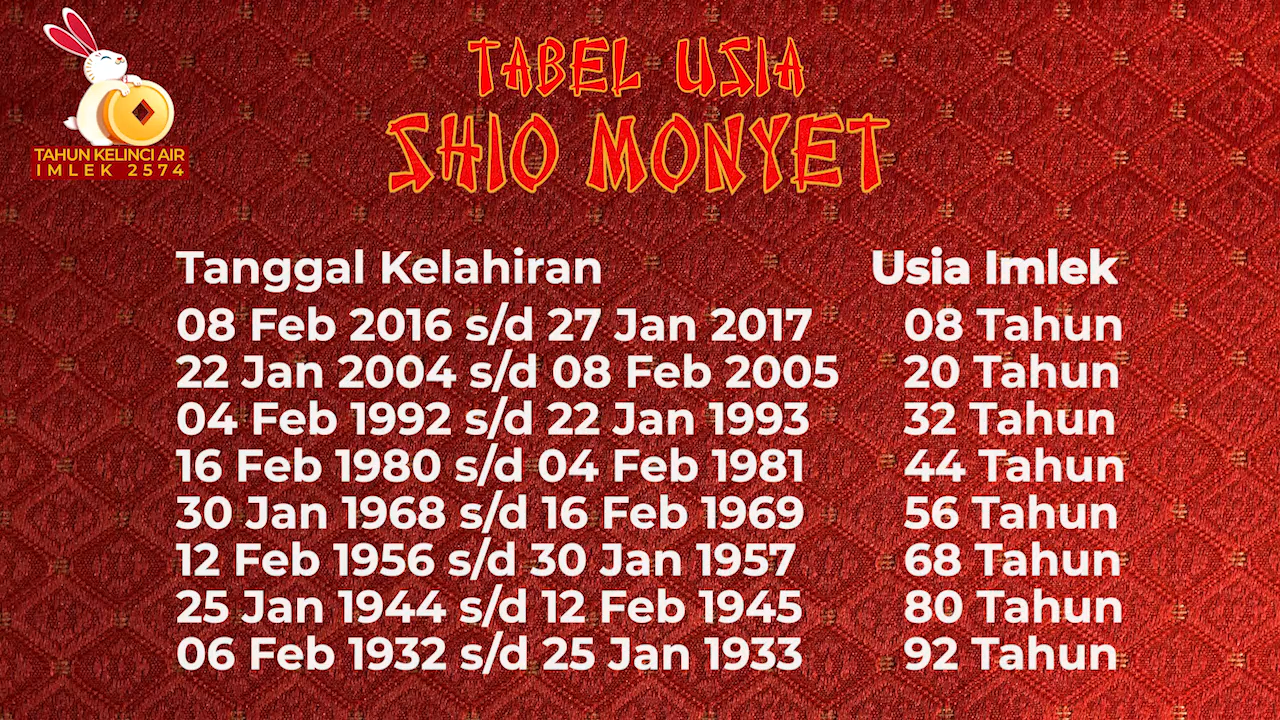 TAHUN KELINCI AIR
IMLEK 2574
TABEL USIA
SHIO MONYET
Tanggal Kelahiran Usia Imlek
08 Feb 2016 s/d 27 Jan 2017 08 Tahun
22 Jan 2004 s/d 08 Feb 2005 20 Tahun
04 Feb 1992 s/d 22 Jan 1993 32 Tahun
16 Feb 1980 s/d 04 Feb 1981 44 Tahun
30 Jan 1968 s/d 16 Feb 1969 56 Tahun
12 Feb 1956 s/d 30 Jan 1957 68 Tahun
25 Jan 1944 s/d 12 Feb 1945 80 Tahun
06 Feb 1932 s/d 25 Jan 1933 92 Tahun